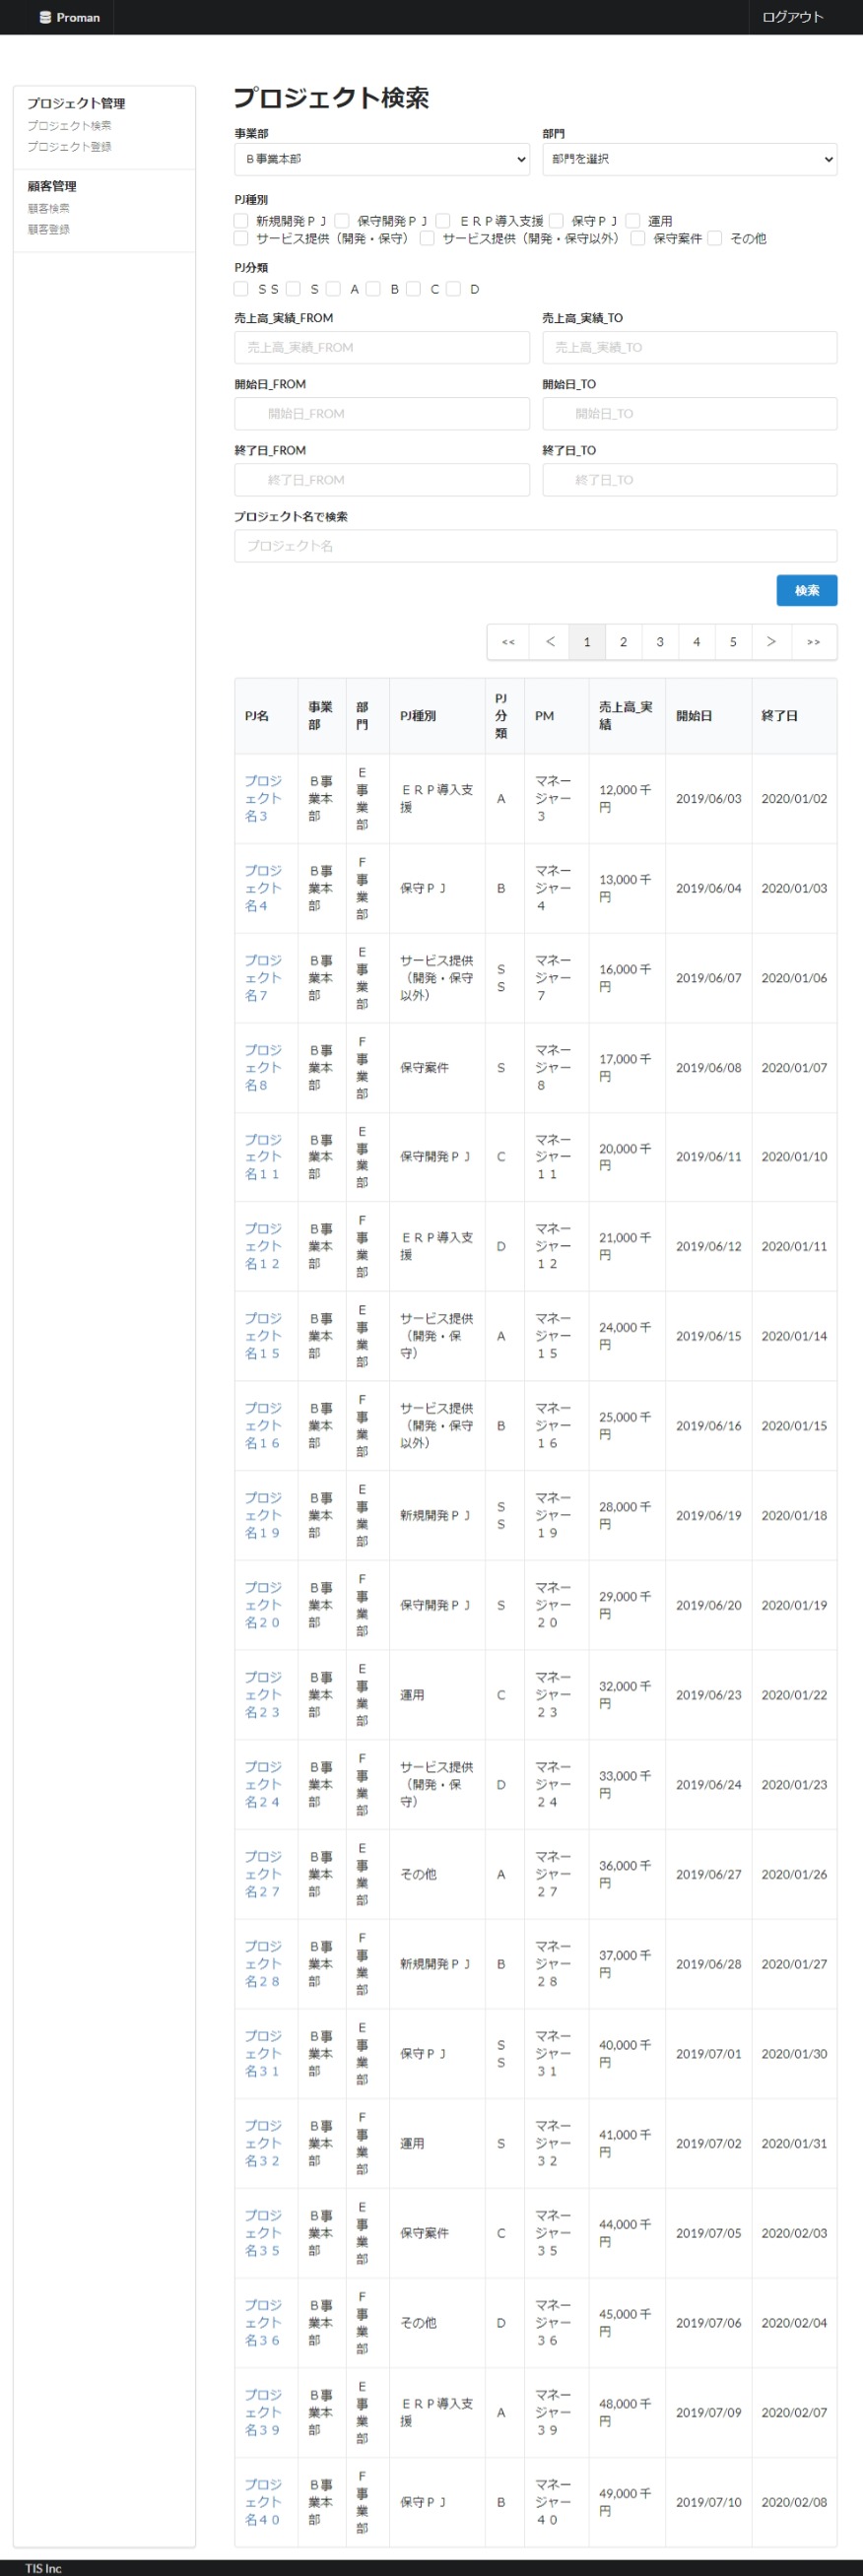 Proman
ログアウト
プロジェクト管理
プロジェクト検索
プロジェクト登録
顧客管理
顧客検索
顧客登録
プロジェクト検索
事業部 部門
Ｂ事業本部 部門を選択
PJ種別
新規開発ＰＪ 保守開発ＰＪ ＥＲＰ導入支援 保守ＰＪ 運用
サービス提供（開発・保守） サービス提供（開発・保守以外） 保守案件 その他
PJ分類
ＳＳ Ｓ Ａ Ｂ Ｃ Ｄ
売上高_実績_FROM 売上高_実績_TO
売上高_実績_FROM 売上高_実績_TO
開始日_FROM 開始日_TO
開始日_FROM 開始日_TO
終了日_FROM 終了日_TO
終了日_FROM 終了日_TO
プロジェクト名で検索
プロジェクト名
検索
<< ＜ 1 2 3 4 5 ＞ >>
PJ名 事業部 部門 PJ種別 PJ分類 PM 売上高_実績 開始日 終了日
プロジェクト名３ Ｂ事業本部 Ｅ事業部 ＥＲＰ導入支援 Ａ マネージャー３ 12,000 千円 2019/06/03 2020/01/02
プロジェクト名４ Ｂ事業本部 Ｆ事業部 保守ＰＪ Ｂ マネージャー４ 13,000 千円 2019/06/04 2020/01/03
プロジェクト名７ Ｂ事業本部 Ｅ事業部 サービス提供（開発・保守以外） ＳＳ マネージャー７ 16,000 千円 2019/06/07 2020/01/06
プロジェクト名８ Ｂ事業本部 Ｆ事業部 保守案件 Ｓ マネージャー８ 17,000 千円 2019/06/08 2020/01/07
プロジェクト名１１ Ｂ事業本部 Ｅ事業部 保守開発ＰＪ Ｃ マネージャー１１ 20,000 千円 2019/06/11 2020/01/10
プロジェクト名１２ Ｂ事業本部 Ｆ事業部 ＥＲＰ導入支援 Ｄ マネージャー１２ 21,000 千円 2019/06/12 2020/01/11
プロジェクト名１５ Ｂ事業本部 Ｅ事業部 サービス提供（開発・保守） Ａ マネージャー１５ 24,000 千円 2019/06/15 2020/01/14
プロジェクト名１６ Ｂ事業本部 Ｆ事業部 サービス提供（開発・保守以外） Ｂ マネージャー１６ 25,000 千円 2019/06/16 2020/01/15
プロジェクト名１９ Ｂ事業本部 Ｅ事業部 新規開発ＰＪ ＳＳ マネージャー１９ 28,000 千円 2019/06/19 2020/01/18
プロジェクト名２０ Ｂ事業本部 Ｆ事業部 保守開発ＰＪ Ｓ マネージャー２０ 29,000 千円 2019/06/20 2020/01/19
プロジェクト名２３ Ｂ事業本部 Ｅ事業部 運用 Ｃ マネージャー２３ 32,000 千円 2019/06/23 2020/01/22
プロジェクト名２４ Ｂ事業本部 Ｆ事業部 サービス提供（開発・保守） Ｄ マネージャー２４ 33,000 千円 2019/06/24 2020/01/23
プロジェクト名２７ Ｂ事業本部 Ｅ事業部 その他 Ａ マネージャー２７ 36,000 千円 2019/06/27 2020/01/26
プロジェクト名２８ Ｂ事業本部 Ｆ事業部 新規開発ＰＪ Ｂ マネージャー２８ 37,000 千円 2019/06/28 2020/01/27
プロジェクト名３１ Ｂ事業本部 Ｅ事業部 保守ＰＪ ＳＳ マネージャー３１ 40,000 千円 2019/07/01 2020/01/30
プロジェクト名３２ Ｂ事業本部 Ｆ事業部 運用 Ｓ マネージャー３２ 41,000 千円 2019/07/02 2020/01/31
プロジェクト名３５ Ｂ事業本部 Ｅ事業部 保守案件 Ｃ マネージャー３５ 44,000 千円 2019/07/05 2020/02/03
プロジェクト名３６ Ｂ事業本部 Ｆ事業部 その他 Ｄ マネージャー３６ 45,000 千円 2019/07/06 2020/02/04
プロジェクト名３９ Ｂ事業本部 Ｅ事業部 ＥＲＰ導入支援 Ａ マネージャー３９ 48,000 千円 2019/07/09 2020/02/07
プロジェクト名４０ Ｂ事業本部 Ｆ事業部 保守ＰＪ Ｂ マネージャー４０ 49,000 千円 2019/07/10 2020/02/08
TIS Inc